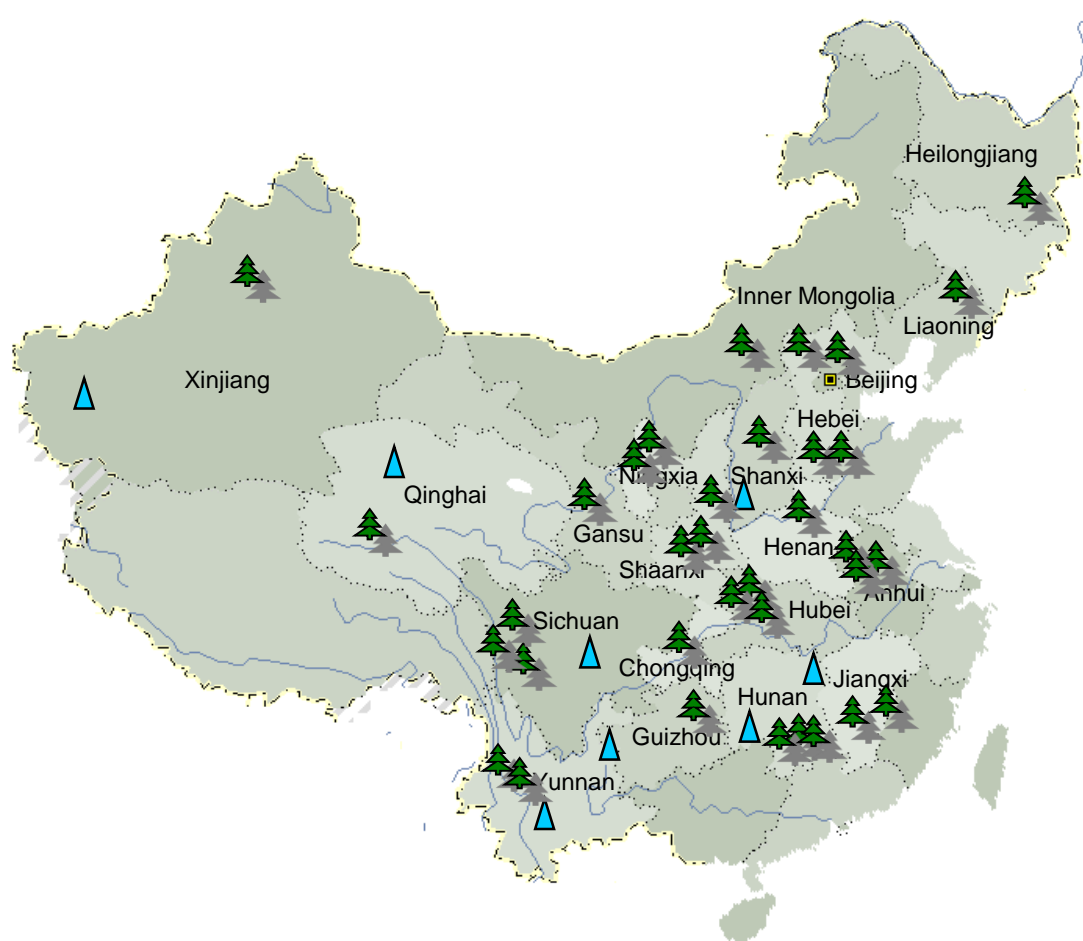 Heilongjiang
Inner Mongolia
Liaoning
Xinjiang
Beijing
Hebei
Ningxia
Shanxi
Qinghai
Gansu
Henan
Shaanxi
Anhui
Hubei
Sichuan
Chongqing
Jiangxi
Hunan
Guizhou
Yunnan